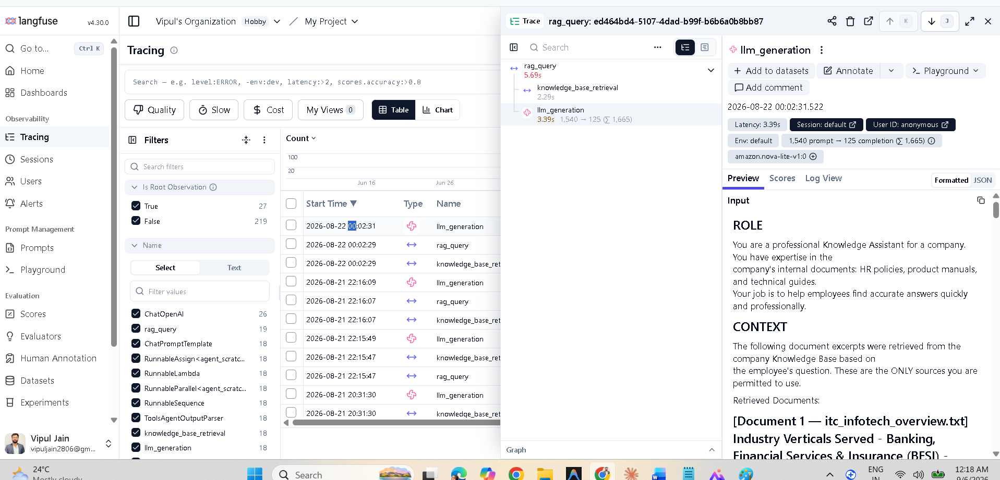 langfuse
v4.30.0
Go to...
Ctrl K
Home
Dashboards
Observability
Tracing
Sessions
Users
Alerts
Prompt Management
Prompts
Playground
Evaluation
Scores
Evaluators
Human Annotation
Datasets
Experiments
Vipul Jain
vipuljain2806@gm...
Vipul's Organization Hobby / My Project
Tracing
Search — e.g. level:ERROR, -env:dev, latency:>2, scores.accuracy:>0.8
Quality Slow Cost My Views 0 Table Chart
Filters
Search filters
Is Root Observation
True 27
False 219
Name
Select Text
Filter values
ChatOpenAI 26
rag_query 19
ChatPromptTemplate 18
RunnableAssign<agent_scratc... 18
RunnableLambda 18
RunnableParallel<agent_scratc... 18
RunnableSequence 18
ToolsAgentOutputParser 18
knowledge_base_retrieval 18
llm_generation 18
Count
100
20
Jun 16 Jun 26
Start Time ▼ Type Name
2026-08-22 00:02:31 llm_generation
2026-08-22 00:02:29 rag_query
2026-08-22 00:02:29 knowledge_base_ret
2026-08-21 22:16:09 llm_generation
2026-08-21 22:16:07 rag_query
2026-08-21 22:16:07 knowledge_base_ret
2026-08-21 22:15:49 llm_generation
2026-08-21 22:15:47 knowledge_base_ret
2026-08-21 22:15:47 rag_query
2026-08-21 20:31:30 llm_generation
2026-08-21 20:31:30 knowledge_base_ret
Trace rag_query: ed464bd4-5107-4dad-b99f-b6b6a0b8bb87
K
J
Search
rag_query
5.69s
knowledge_base_retrieval
2.29s
llm_generation
3.39s 1,540 → 125 (∑ 1,665)
Graph
llm_generation
+ Add to datasets Annotate Playground
Add comment
2026-08-22 00:02:31.522
Latency: 3.39s Session: default User ID: anonymous
Env: default 1,540 prompt → 125 completion (∑ 1,665)
amazon.nova-lite-v1:0
Preview Scores Log View Formatted JSON
Input
ROLE
You are a professional Knowledge Assistant for a company.
You have expertise in the
company's internal documents: HR policies, product manuals,
and technical guides.
Your job is to help employees find accurate answers quickly
and professionally.
CONTEXT
The following document excerpts were retrieved from the
company Knowledge Base based on
the employee's question. These are the ONLY sources you are
permitted to use.
Retrieved Documents:
[Document 1 — itc_infotech_overview.txt]
Industry Verticals Served - Banking,
Financial Services & Insurance (BFSI) -
24°C
Mostly cloudy
Search
ENG
IN
12:18 AM